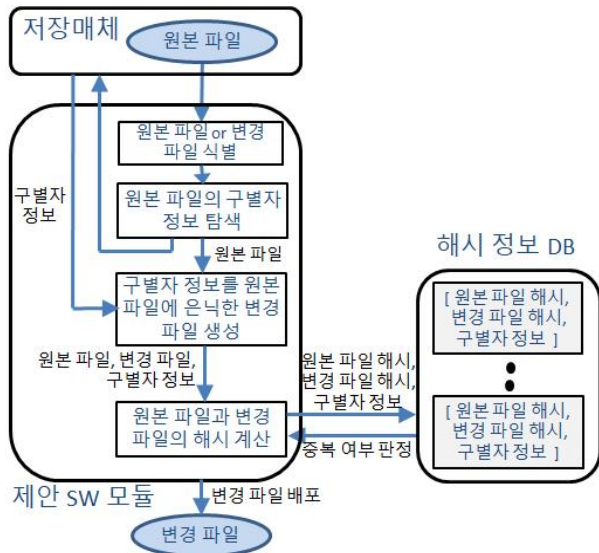 저장매체
원본 파일
원본 파일 or 변경
파일 식별
구별자
정보
원본 파일의 구별자
정보 탐색
원본 파일
구별자 정보를 원본
파일에 은닉한 변경
파일 생성
원본 파일, 변경 파일,
구별자 정보
원본 파일과 변경
파일의 해시 계산
원본 파일 해시,
변경 파일 해시,
구별자 정보
중복 여부 판정
해시 정보 DB
[ 원본파일 해시,
변경 파일 해시,
구별자 정보 ]
[ 원본파일 해시,
변경 파일 해시,
구별자 정보 ]
제안 SW 모듈
변경 파일 배포
변경 파일